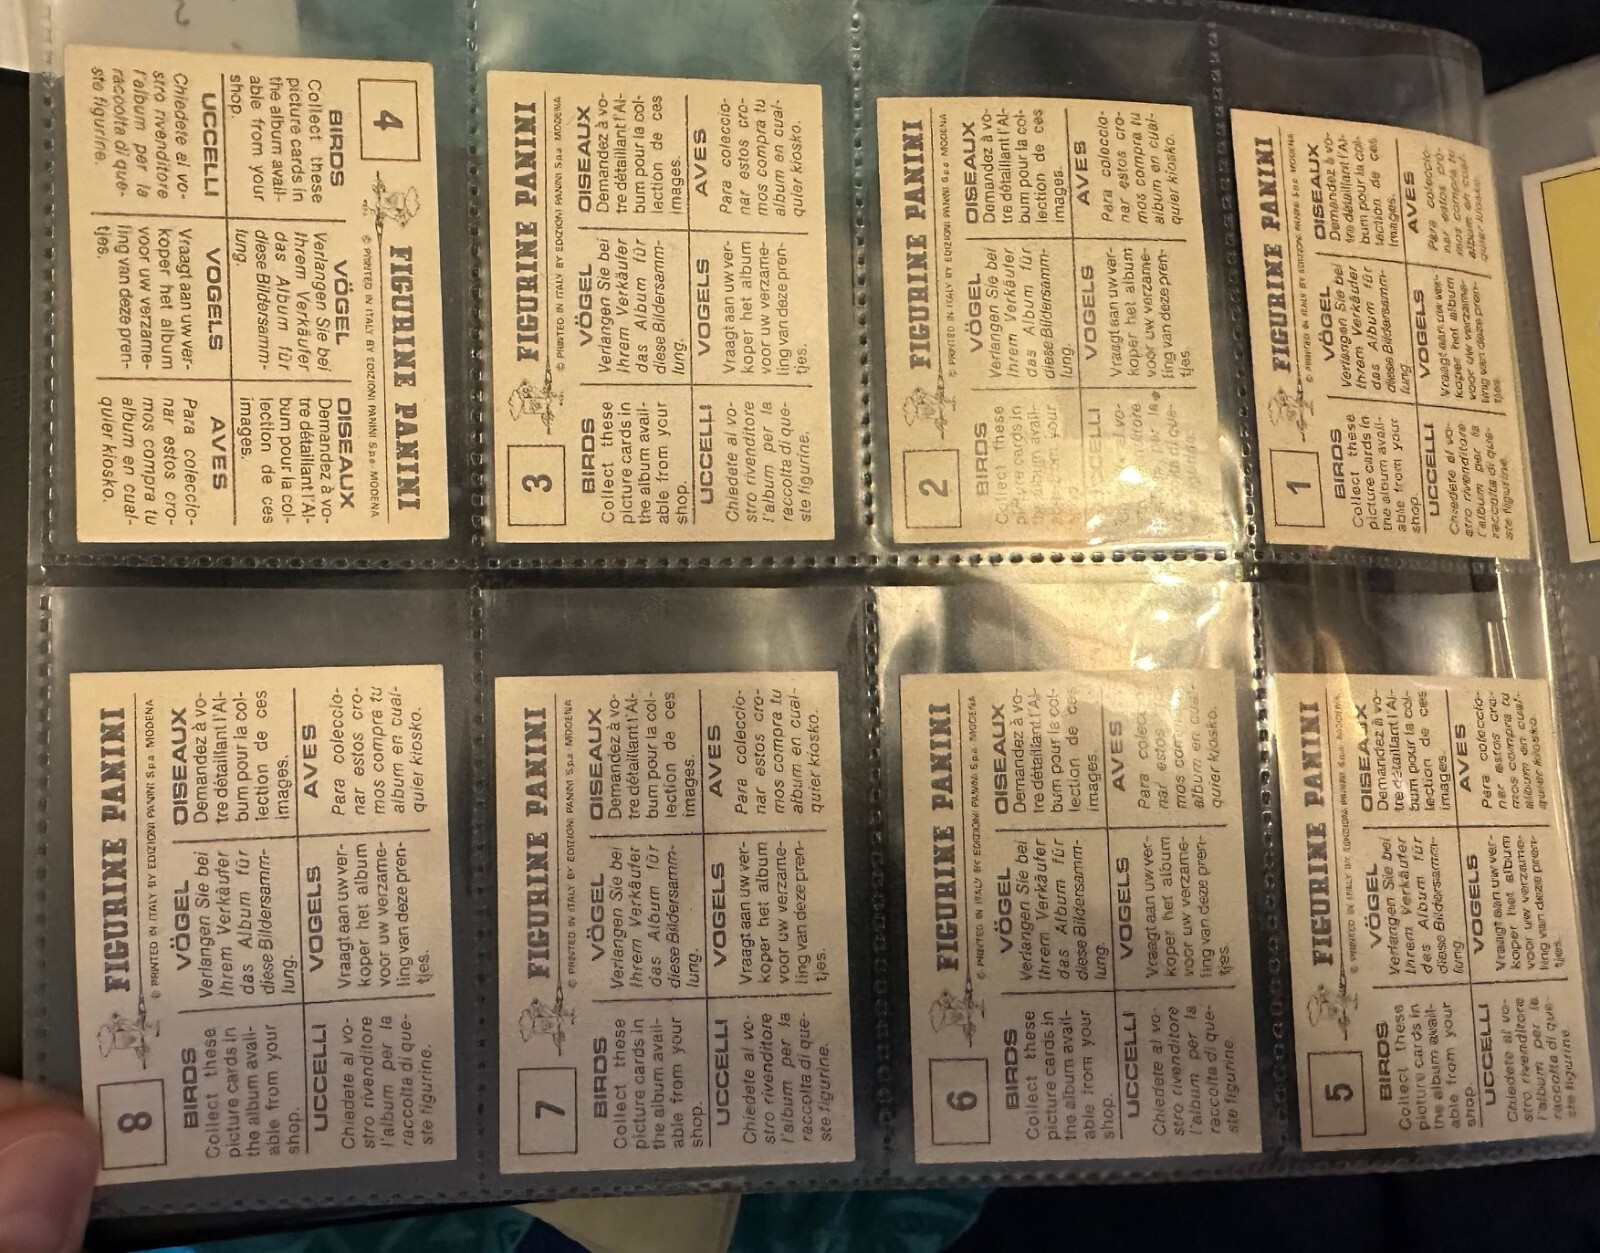 8
FIGURINE PANINI
© PRINTED IN ITALY BY EDIZIONI PANINI S.p.a. MODENA
BIRDS
Collect these
picture cards in
the album avail-
able from your
shop.
VÖGEL
Verlangen Sie bei
Ihrem Verkäufer
das Album für
diese Bildersamm-
lung.
OISEAUX
Demandez à vo-
tre détaillant l'Al-
bum pour la col-
lection de ces
images.
UCCELLI
Chiedete al vo-
stro rivenditore
l'album per la
raccolta di que-
ste figurine.
VOGELS
Vraagt aan uw ver-
koper het album
voor uw verzame-
ling van deze pren-
tjes.
AVES
Para coleccio-
nar estos cro-
mos compra tu
album en cual-
quier kiosko.
4
FIGURINE PANINI
© PRINTED IN ITALY BY EDIZIONI PANINI S.p.a. MODENA
BIRDS
Collect these
picture cards in
the album avail-
able from your
shop.
VÖGEL
Verlangen Sie bei
Ihrem Verkäufer
das Album für
diese Bildersamm-
lung.
OISEAUX
Demandez à vo-
tre détaillant l'Al-
bum pour la col-
lection de ces
images.
UCCELLI
Chiedete al vo-
stro rivenditore
l'album per la
raccolta di que-
ste figurine.
VOGELS
Vraagt aan uw ver-
koper het album
voor uw verzame-
ling van deze pren-
tjes.
AVES
Para coleccio-
nar estos cro-
mos compra tu
album en cual-
quier kiosko.
7
FIGURINE PANINI
© PRINTED IN ITALY BY EDIZIONI PANINI S.p.a. MODENA
BIRDS
Collect these
picture cards in
the album avail-
able from your
shop.
VÖGEL
Verlangen Sie bei
Ihrem Verkäufer
das Album für
diese Bildersamm-
lung.
OISEAUX
Demandez à vo-
tre détaillant l'Al-
bum pour la col-
lection de ces
images.
UCCELLI
Chiedete al vo-
stro rivenditore
l'album per la
raccolta di que-
ste figurine.
VOGELS
Vraagt aan uw ver-
koper het album
voor uw verzame-
ling van deze pren-
tjes.
AVES
Para coleccio-
nar estos cro-
mos compra tu
album en cual-
quier kiosko.
3
FIGURINE PANINI
© PRINTED IN ITALY BY EDIZIONI PANINI S.p.a. MODENA
BIRDS
Collect these
picture cards in
the album avail-
able from your
shop.
VÖGEL
Verlangen Sie bei
Ihrem Verkäufer
das Album für
diese Bildersamm-
lung.
OISEAUX
Demandez à vo-
tre détaillant l'Al-
bum pour la col-
lection de ces
images.
UCCELLI
Chiedete al vo-
stro rivenditore
l'album per la
raccolta di que-
ste figurine.
VOGELS
Vraagt aan uw ver-
koper het album
voor uw verzame-
ling van deze pren-
tjes.
AVES
Para coleccio-
nar estos cro-
mos compra tu
album en cual-
quier kiosko.
6
FIGURINE PANINI
© PRINTED IN ITALY BY EDIZIONI PANINI S.p.a. MODENA
BIRDS
Collect these
picture cards in
the album avail-
able from your
shop.
VÖGEL
Verlangen Sie bei
Ihrem Verkäufer
das Album für
diese Bildersamm-
lung.
OISEAUX
Demandez à vo-
tre détaillant l'Al-
bum pour la col-
lection de ces
images.
UCCELLI
Chiedete al vo-
stro rivenditore
l'album per la
raccolta di que-
ste figurine.
VOGELS
Vraagt aan uw ver-
koper het album
voor uw verzame-
ling van deze pren-
tjes.
AVES
Para
nar estos
mos
album en cual-
quier kiosko.
2
FIGURINE PANINI
© PRINTED IN ITALY BY EDIZIONI PANINI S.p.a. MODENA
BIRDS
Collect these
cards in
album avail-
your
VÖGEL
Verlangen Sie bei
Ihrem Verkäufer
das Album für
diese Bildersamm-
lung.
OISEAUX
Demandez à vo-
tre détaillant l'Al-
bum pour la col-
lection de ces
images.
al vo-
la
VOGELS
Vraagt aan uw ver-
koper het album
voor uw verzame-
ling van deze pren-
tjes.
AVES
Para coleccio-
nar estos cro-
mos compra tu
album en cual-
quier kiosko.
5
FIGURINE PANINI
© PRINTED IN ITALY BY EDIZIONI PANINI S.p.a. MODENA
BIRDS
Collect these
picture cards in
the album avail-
able from your
shop.
VÖGEL
Verlangen Sie bei
Ihrem Verkäufer
das Album für
diese Bildersamm-
lung.
OISEAUX
Demandez à vo-
tre détaillant l'Al-
bum pour la col-
lection de ces
images.
UCCELLI
Chiedete al vo-
stro rivenditore
l'album per la
raccolta di que-
ste figurine.
VOGELS
Vraagt aan uw ver-
koper het album
voor uw verzame-
ling van deze pren-
tjes.
AVES
Para coleccio-
nar estos cro-
mos compra tu
album en cual-
quier kiosko.
1
FIGURINE PANINI
© PRINTED IN ITALY BY EDIZIONI PANINI S.p.a. MODENA
BIRDS
Collect these
picture cards in
the album avail-
able from your
shop.
VÖGEL
Verlangen Sie bei
Ihrem Verkäufer
das Album für
diese Bildersamm-
lung.
OISEAUX
Demandez à vo-
tre détaillant l'Al-
bum pour la col-
lection de ces
images.
UCCELLI
Chiedete al vo-
stro rivenditore
l'album per la
raccolta di que-
ste figurine.
VOGELS
Vraagt aan uw ver-
koper het album
voor uw verzame-
ling van deze pren-
tjes.
AVES
Para coleccio-
nar estos cro-
mos compra tu
album en cual-
quier kiosko.